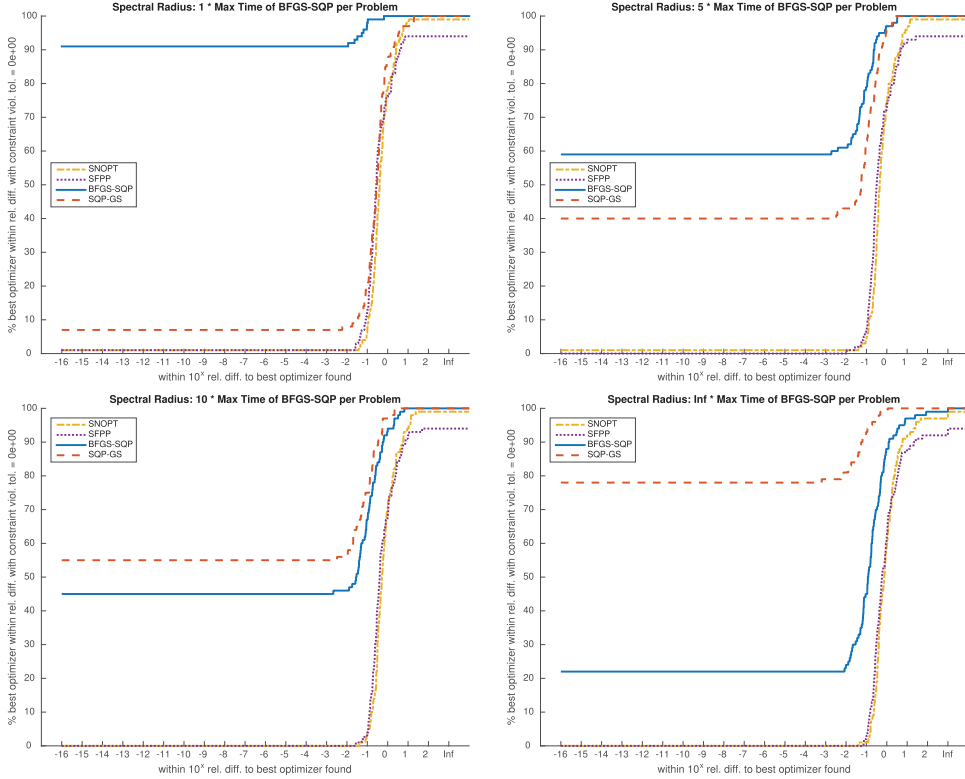 Spectral Radius: 1 * Max Time of BFGS-SQP per Problem
% best optimizer within rel. diff. with constraint viol. tol. = 0e+00
100
90
80
70
60
50
40
30
20
10
0
SNOPT
SFPP
BFGS-SQP
SQP-GS
-16 -15 -14 -13 -12 -11 -10 -9 -8 -7 -6 -5 -4 -3 -2 -1 0 1 2 Inf
within 10^x rel. diff to best optimizer found
Spectral Radius: 5 * Max Time of BFGS-SQP per Problem
% best optimizer within rel. diff. with constraint viol. tol. = 0e+00
100
90
80
70
60
50
40
30
20
10
0
SNOPT
SFPP
BFGS-SQP
SQP-GS
-16 -15 -14 -13 -12 -11 -10 -9 -8 -7 -6 -5 -4 -3 -2 -1 0 1 2 Inf
within 10^x rel. diff to best optimizer found
Spectral Radius: 10 * Max Time of BFGS-SQP per Problem
% best optimizer within rel. diff. with constraint viol. tol. = 0e+00
100
90
80
70
60
50
40
30
20
10
0
SNOPT
SFPP
BFGS-SQP
SQP-GS
-16 -15 -14 -13 -12 -11 -10 -9 -8 -7 -6 -5 -4 -3 -2 -1 0 1 2 Inf
within 10^x rel. diff to best optimizer found
Spectral Radius: Inf * Max Time of BFGS-SQP per Problem
% best optimizer within rel. diff. with constraint viol. tol. = 0e+00
100
90
80
70
60
50
40
30
20
10
0
SNOPT
SFPP
BFGS-SQP
SQP-GS
-16 -15 -14 -13 -12 -11 -10 -9 -8 -7 -6 -5 -4 -3 -2 -1 0 1 2 Inf
within 10^x rel. diff to best optimizer found